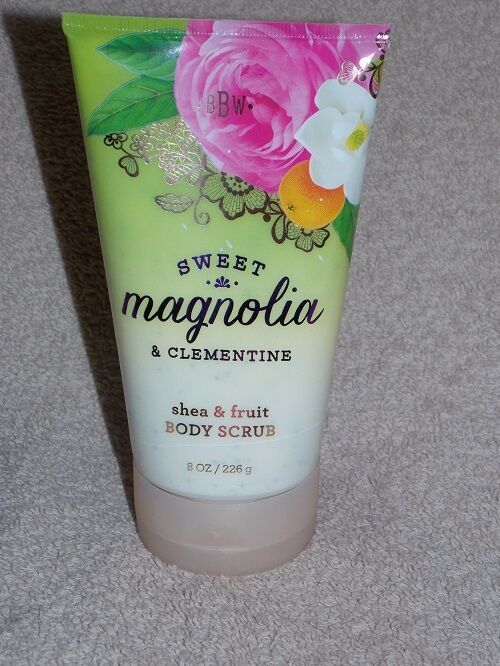 BBW
SWEET
magnolia
& CLEMENTINE
shea & fruit
BODY SCRUB
8 OZ / 226 g